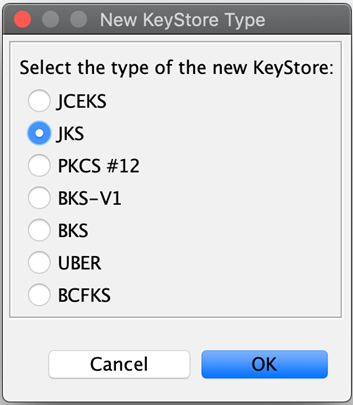 New KeyStore Type
Select the type of the new KeyStore:
JCEKS
JKS
PKCS #12
BKS-V1
BKS
UBER
BCFKS
Cancel
OK